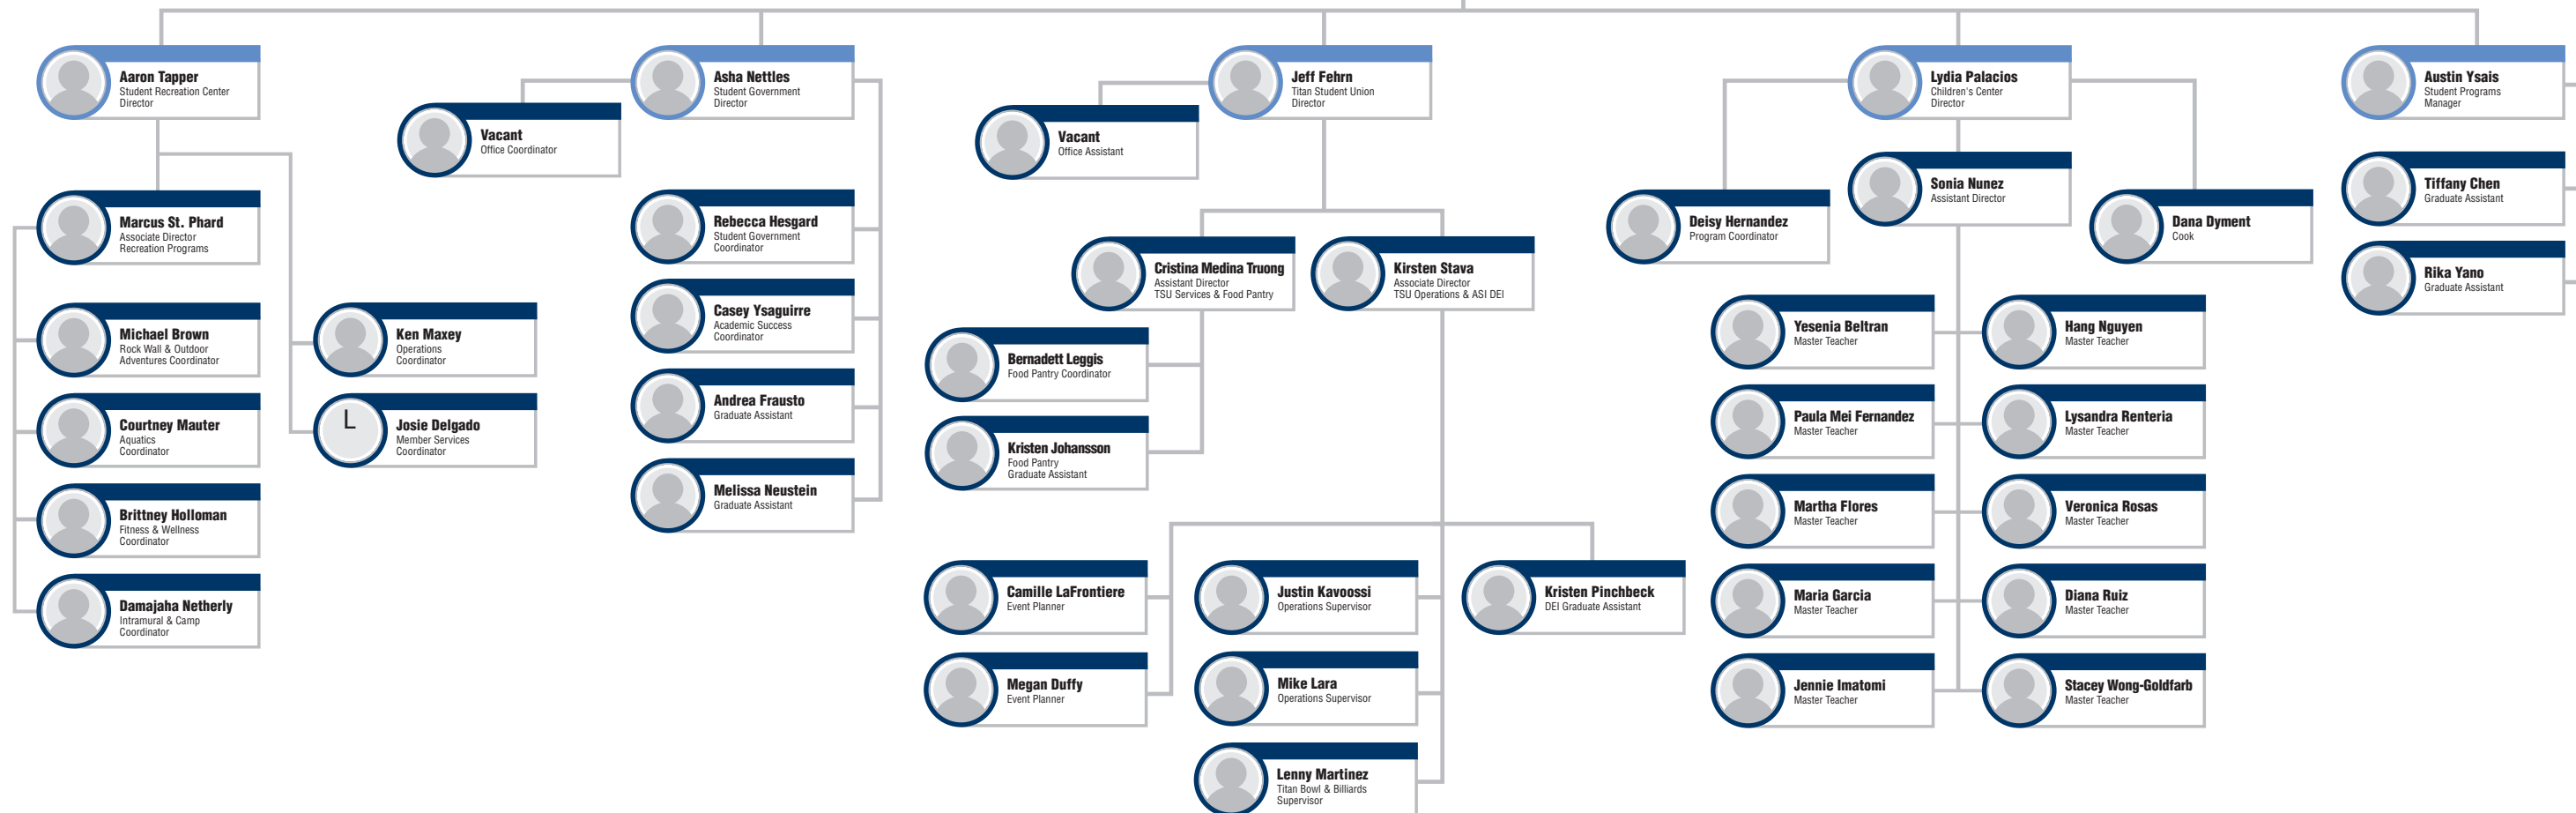 Aaron Tapper
Student Recreation Center
Director
Asha Nettles
Student Government
Director
Jeff Fehrn
Titan Student Union
Director
Lydia Palacios
Children's Center
Director
Austin Ysais
Student Programs
Manager
Vacant
Office Coordinator
Vacant
Office Assistant
Marcus St. Phard
Associate Director
Recreation Programs
Michael Brown
Rock Wall & Outdoor
Adventures Coordinator
Courtney Mauter
Aquatics
Coordinator
Brittney Holloman
Fitness & Wellness
Coordinator
Damajaha Netherly
Intramural & Camp
Coordinator
Ken Maxey
Operations
Coordinator
L
Josie Delgado
Member Services
Coordinator
Rebecca Hesgard
Student Government
Coordinator
Casey Ysaguirre
Academic Success
Coordinator
Andrea Frausto
Graduate Assistant
Melissa Neustein
Graduate Assistant
Cristina Medina Truong
Assistant Director
TSU Services & Food Pantry
Kirsten Stava
Associate Director
TSU Operations & ASI DEI
Bernadett Leggis
Food Pantry Coordinator
Kristen Johansson
Food Pantry
Graduate Assistant
Camille LaFrontiere
Event Planner
Megan Duffy
Event Planner
Justin Kavoossi
Operations Supervisor
Mike Lara
Operations Supervisor
Lenny Martinez
Titan Bowl & Billiards
Supervisor
Kristen Pinchbeck
DEI Graduate Assistant
Deisy Hernandez
Program Coordinator
Sonia Nunez
Assistant Director
Dana Dyment
Cook
Yesenia Beltran
Master Teacher
Hang Nguyen
Master Teacher
Paula Mei Fernandez
Master Teacher
Lysandra Renteria
Master Teacher
Martha Flores
Master Teacher
Veronica Rosas
Master Teacher
Maria Garcia
Master Teacher
Diana Ruiz
Master Teacher
Jennie Imatomi
Master Teacher
Stacey Wong-Goldfarb
Master Teacher
Tiffany Chen
Graduate Assistant
Rika Yano
Graduate Assistant